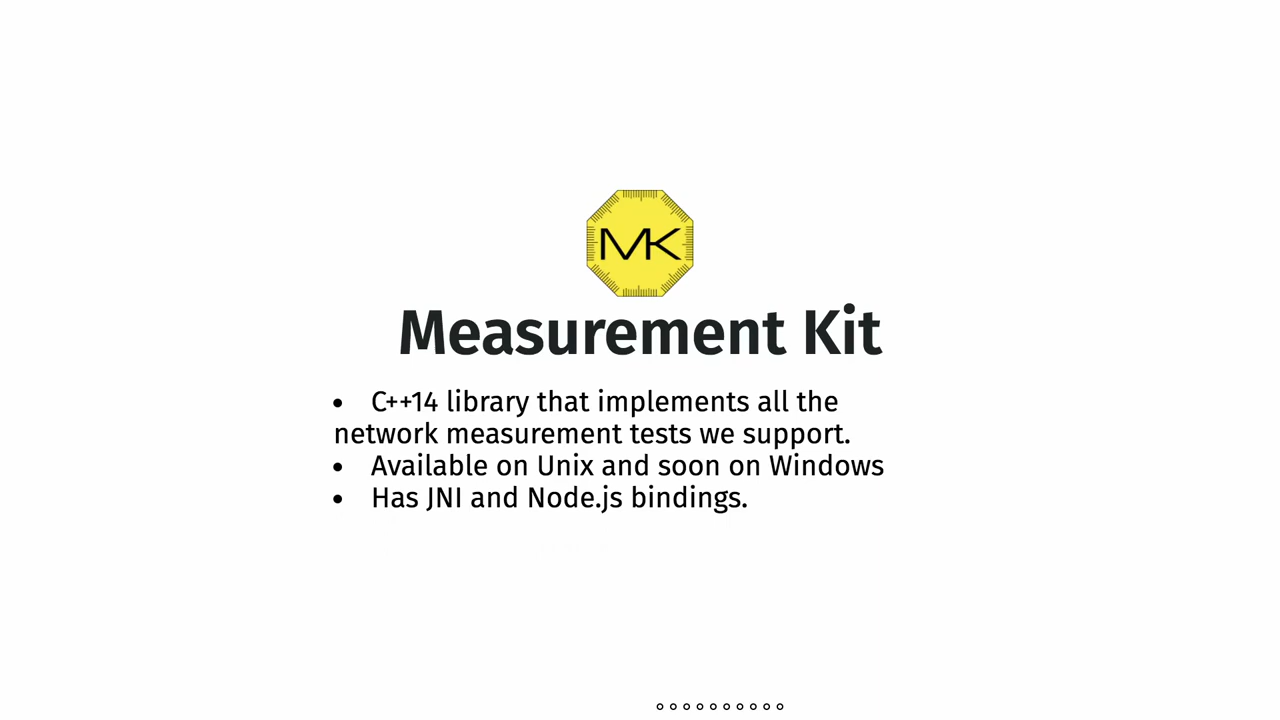 MK
Measurement Kit
• C++14 library that implements all the
network measurement tests we support.
• Available on Unix and soon on Windows
• Has JNI and Node.js bindings.